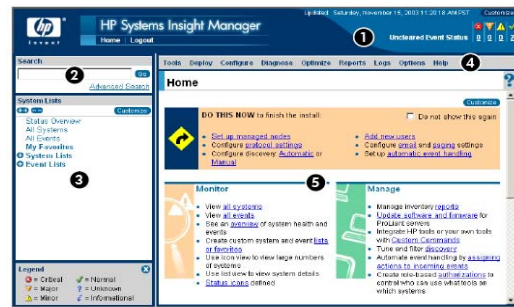 Updated: Saturday, November 15, 2003 11:20:18 AM PST
Customize
hp
invent
HP Systems Insight Manager
Home | Logout
1
Uncleared Event Status
0 0 0
Search
2
Go
Advanced Search
Tools Deploy Configure Diagnose Optimize Reports Logs Options Help
4
Home
?
System Lists
Customize
Status Overview
All Systems
All Events
My Favorites
System Lists
Event Lists
3
Customize
DO THIS NOW to finish the install:
Do not show this again
Set up managed nodes
Configure protocol settings
Configure discovery: Automatic or Manual
Add new users
Configure email and paging settings
Set up automatic event handling
5
Monitor
View all systems
View all events
See an overview of system health and events
Create custom system and event lists or favorites
Use icon view to view large numbers of systems
Use list view to view system details
Status icons defined
Manage
Manage inventory reports
Update software and firmware for ProLiant servers
Integrate HP tools or your own tools with Custom Commands
Tune and filter discovery
Automate event handling by assigning actions to incoming events
Create role-based authorizations to control who can use what tools on which systems
Legend
= Critical = Normal
= Major ? = Unknown
= Minor i = Informational